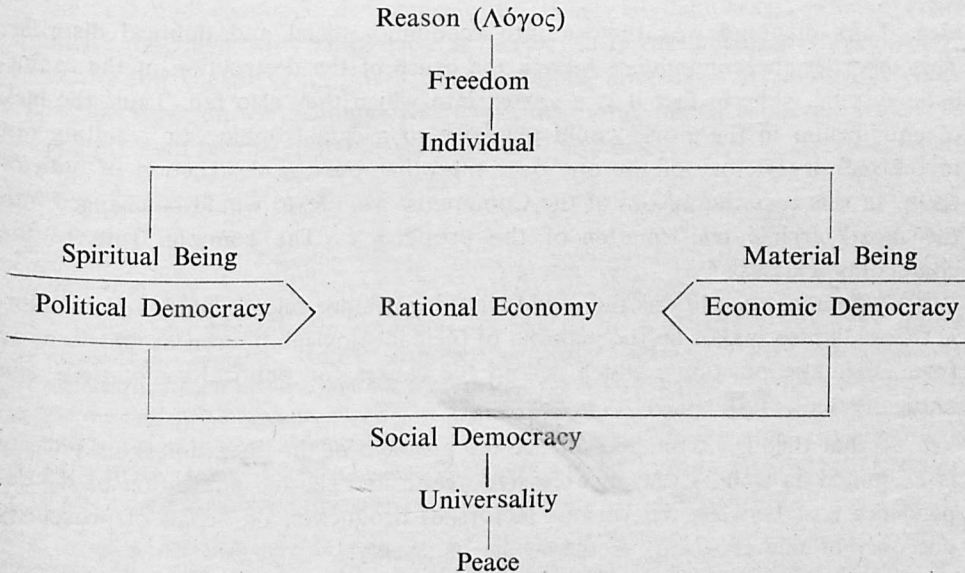 Reason (Λόγος)
Freedom
Individual
Spiritual Being
Material Being
Political Democracy
Rational Economy
Economic Democracy
Social Democracy
Universality
Peace